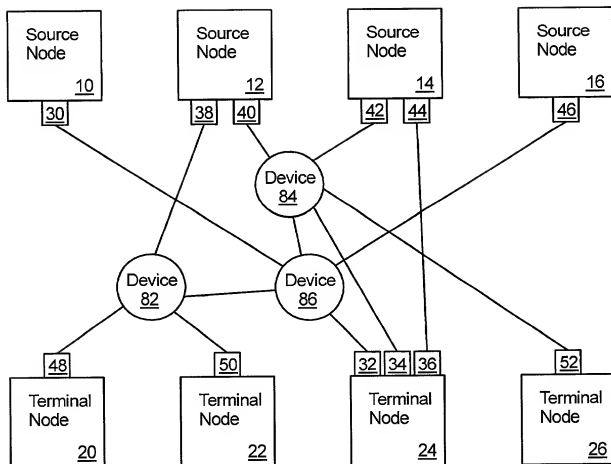 Source
Node
10
Source
Node
12
Source
Node
14
Source
Node
16
30
38
40
42
44
46
Device
84
Device
82
Device
86
48
50
32
34
36
52
Terminal
Node
20
Terminal
Node
22
Terminal
Node
24
Terminal
Node
26